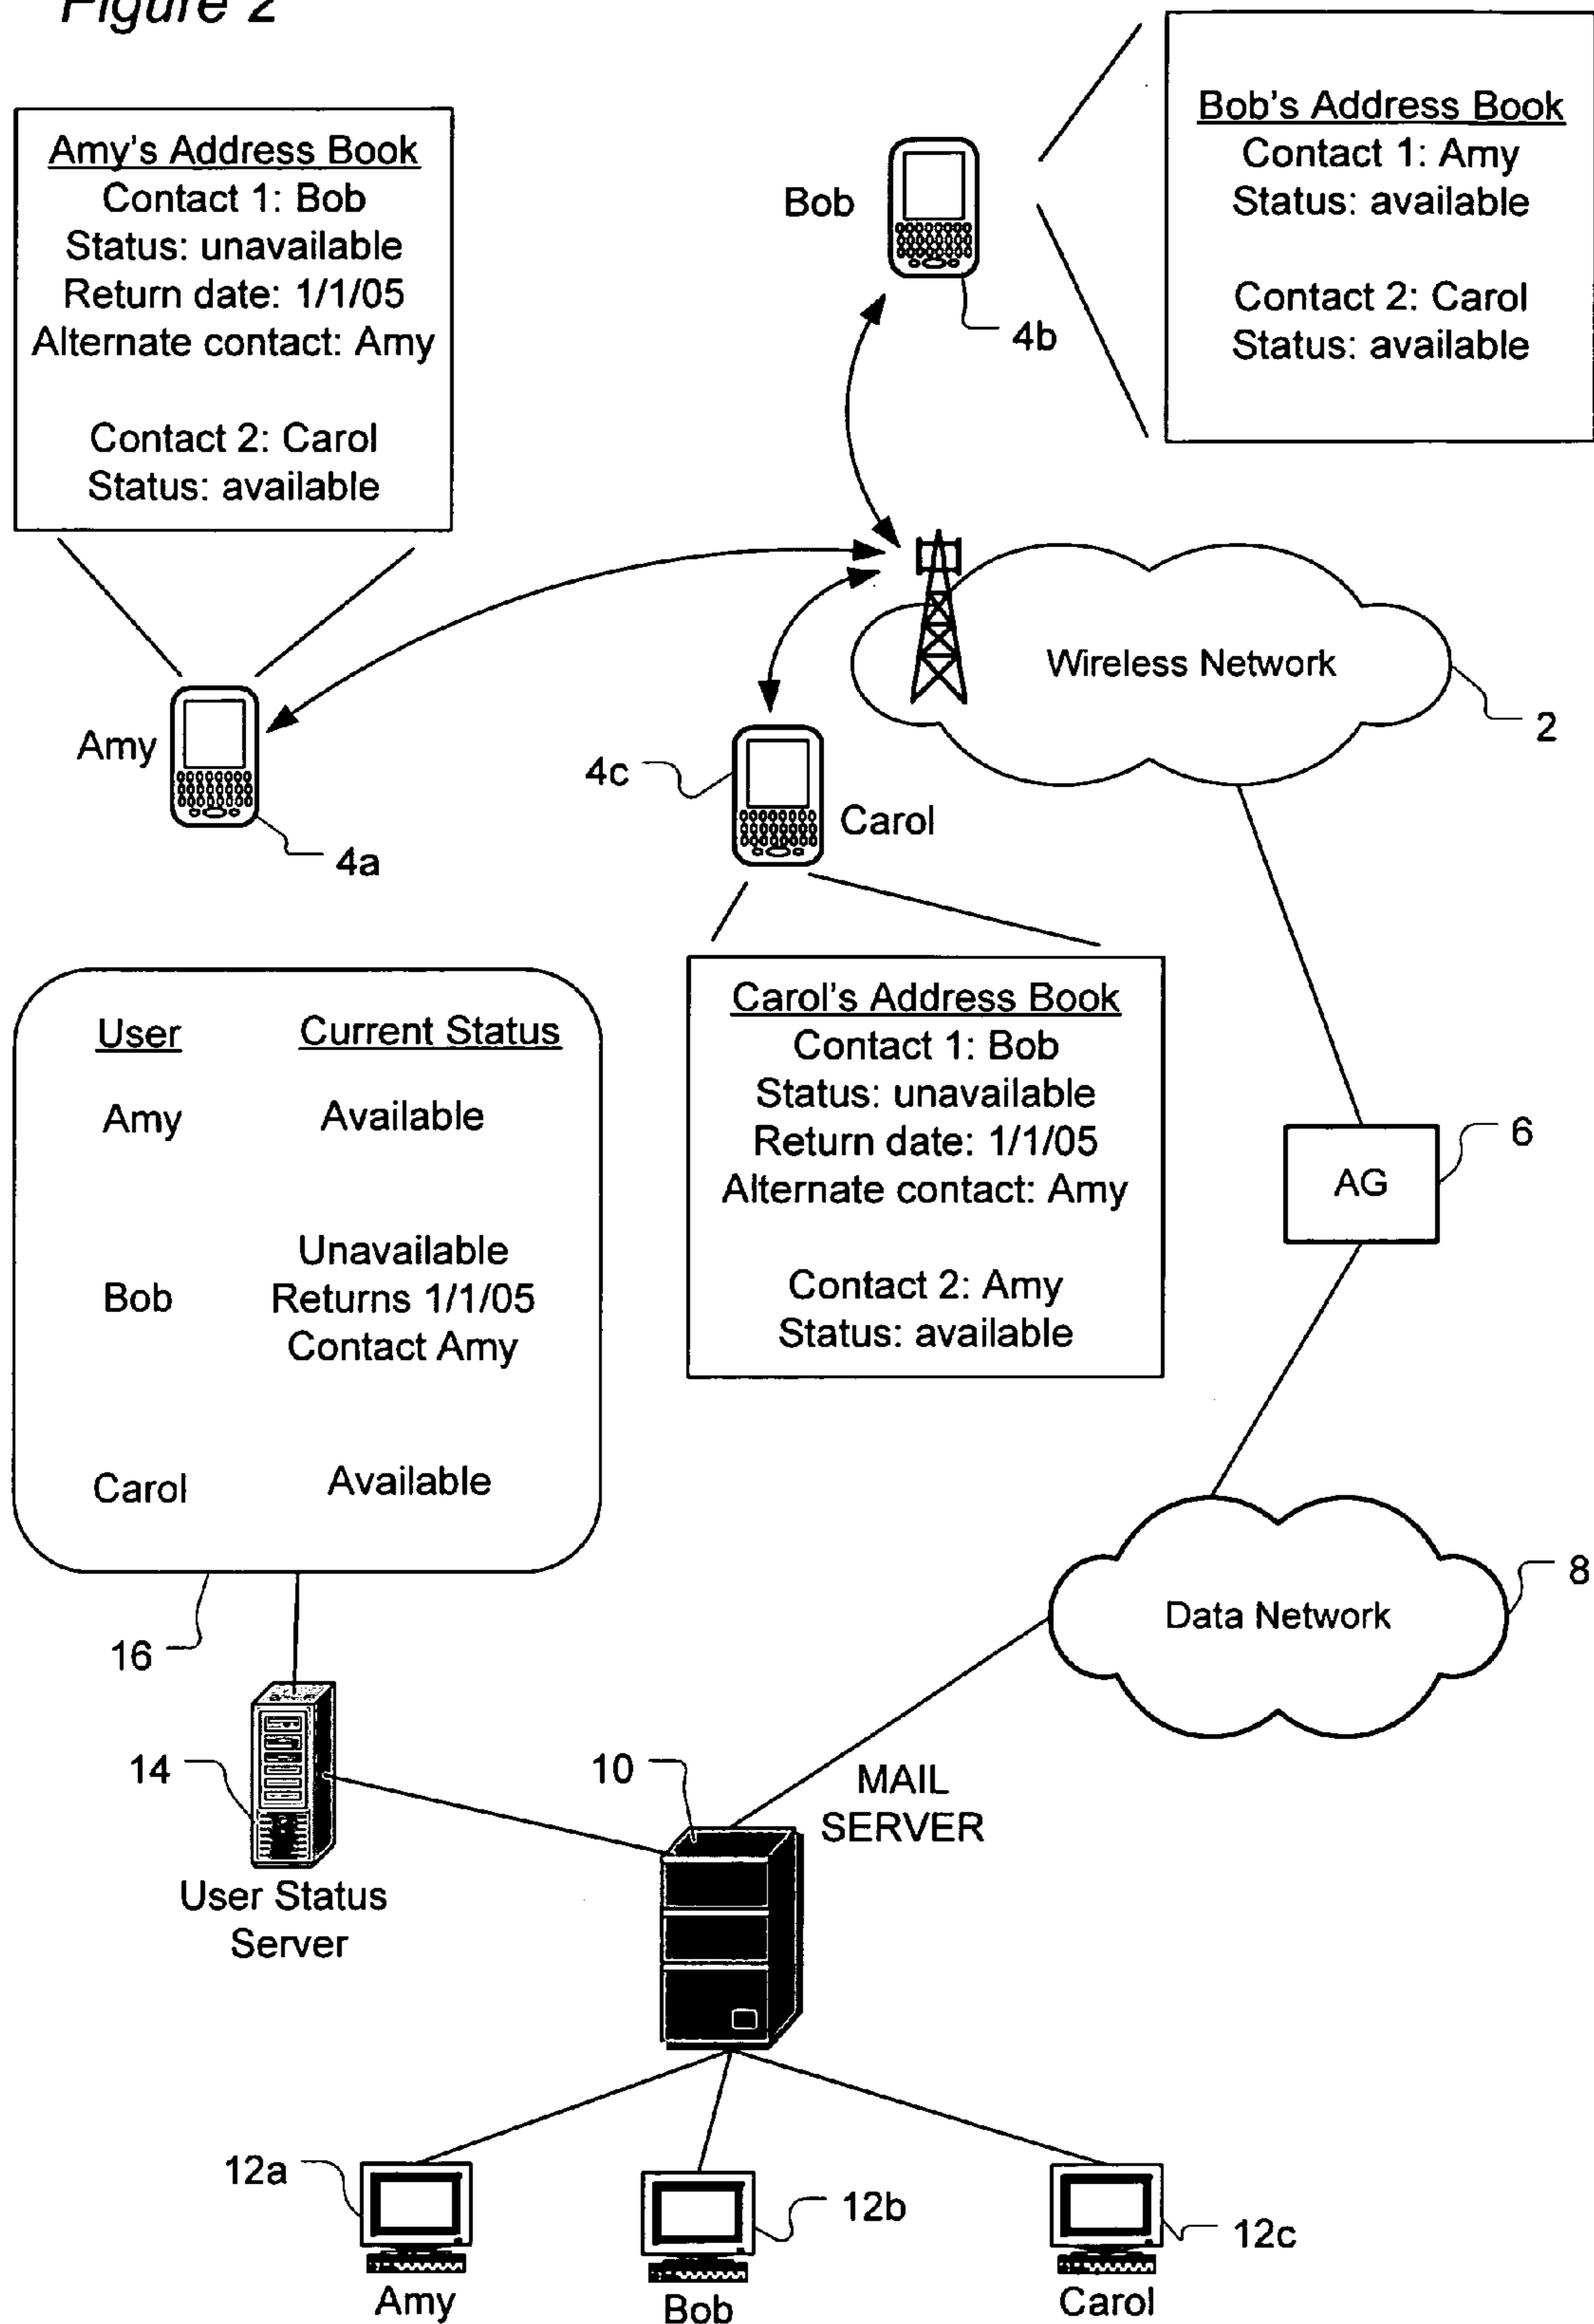 Figure 2
Bob's Address Book
Contact 1: Amy
Status: available
Contact 2: Carol
Status: available
Amy's Address Book
Contact 1: Bob
Status: unavailable
Return date: 1/1/05
Alternate contact: Amy
Contact 2: Carol
Status: available
Bob
4b
Wireless Network
2
Amy
4a
4c
Carol
Carol's Address Book
Contact 1: Bob
Status: unavailable
Return date: 1/1/05
Alternate contact: Amy
Contact 2: Amy
Status: available
User Current Status
Amy Available
Bob
Unavailable
Returns 1/1/05
Contact Amy
Carol Available
6
AG
8
Data Network
16
14
User Status
Server
10
MAIL
SERVER
12a
12b
12c
Amy
Bob
Carol